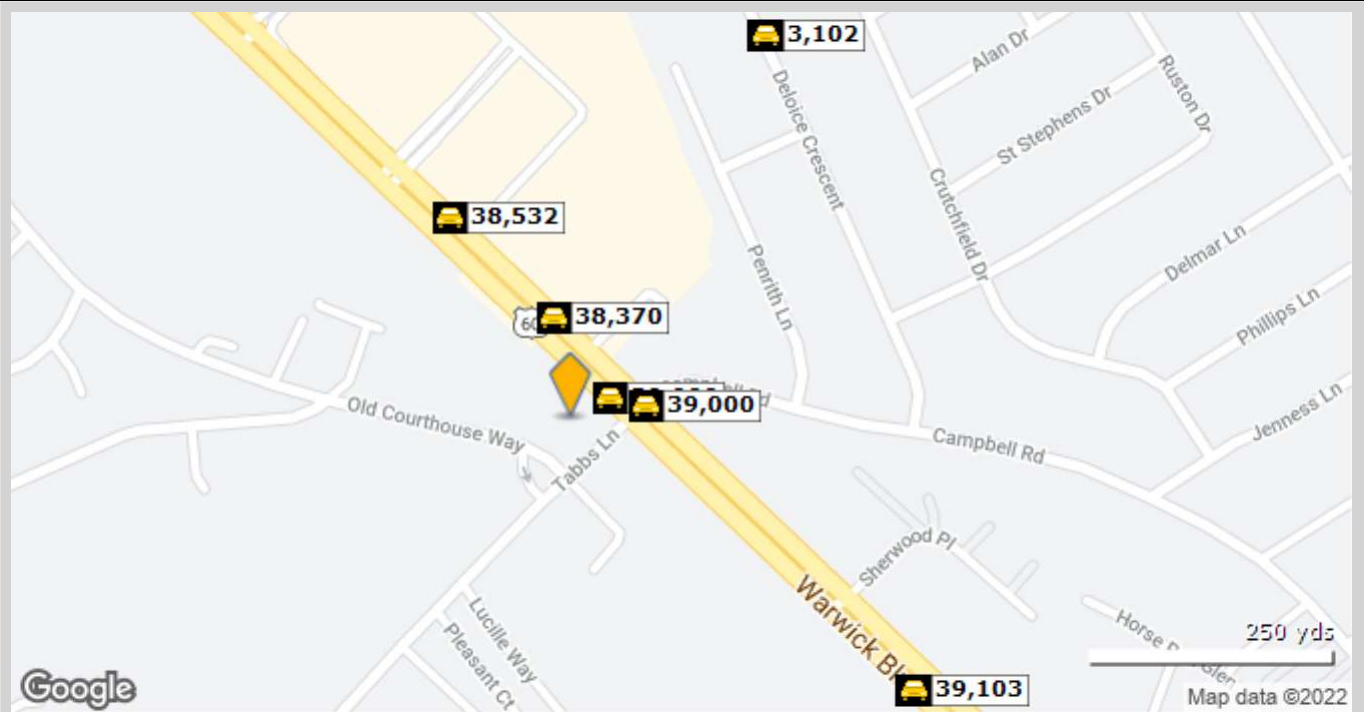 3,102
Alan Dr
Ruston Dr
Deloice Crescent
St Stephens Dr
Crutchfield Dr
38,532
Delmar Ln
Penrith Ln
Phillips Ln
60
38,370
39,000
Old Courthouse Way
Jenness Ln
Tabbs Ln
Campbell Rd
Sherwood Pl
Warwick Bl
Lucille Way
Pleasant Ct
Horse
Glen
250 yds
39,103
Google
Map data ©2022